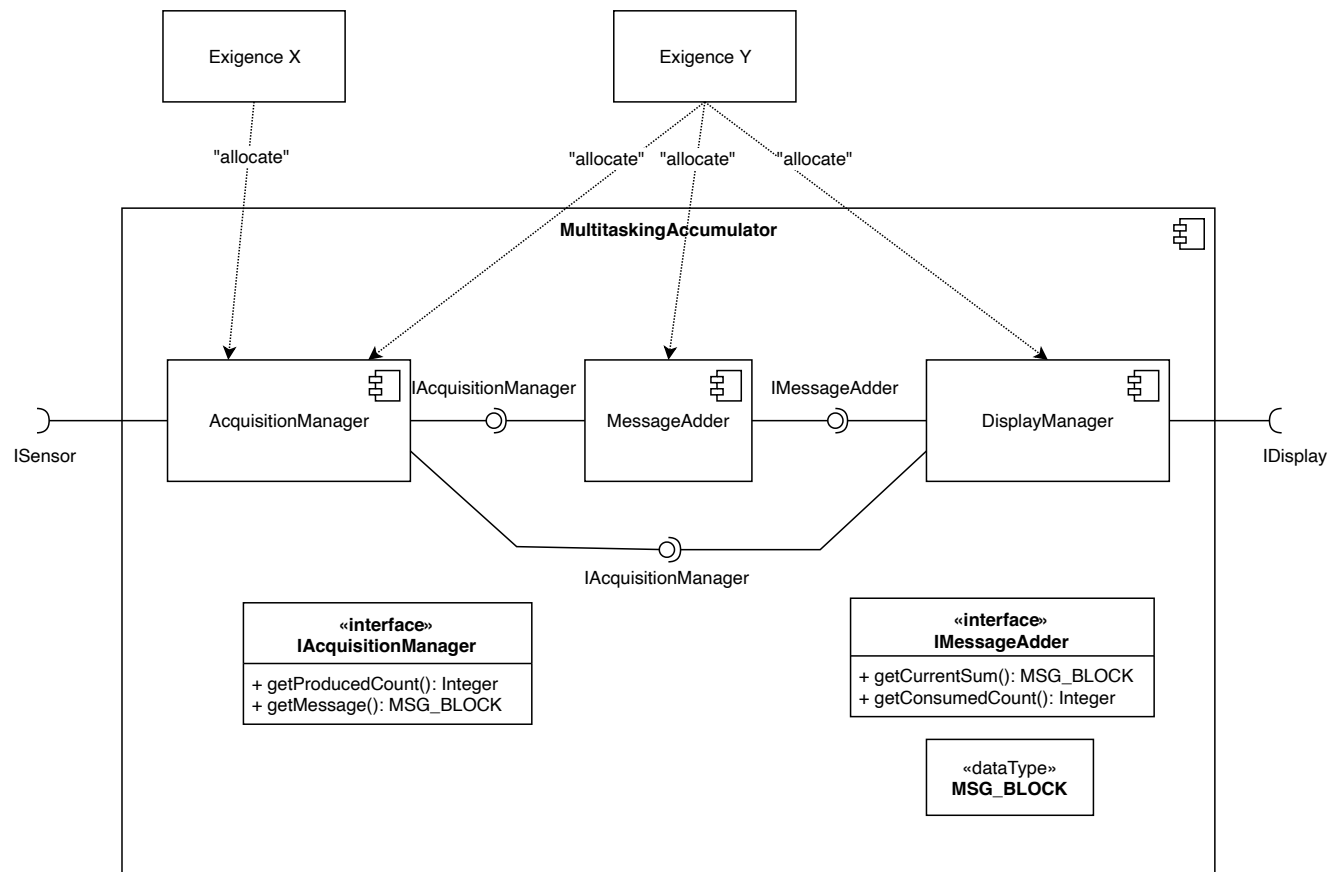 Exigence X
Exigence Y
"allocate"
"allocate"
"allocate"
"allocate"
MultitaskingAccumulator
IAcquisitionManager
IMessageAdder
AcquisitionManager
MessageAdder
DisplayManager
ISensor
IDisplay
IAcquisitionManager
«interface»
IAcquisitionManager
+ getProducedCount(): Integer
+ getMessage(): MSG_BLOCK
«interface»
IMessageAdder
+ getCurrentSum(): MSG_BLOCK
+ getConsumedCount(): Integer
«dataType»
MSG_BLOCK